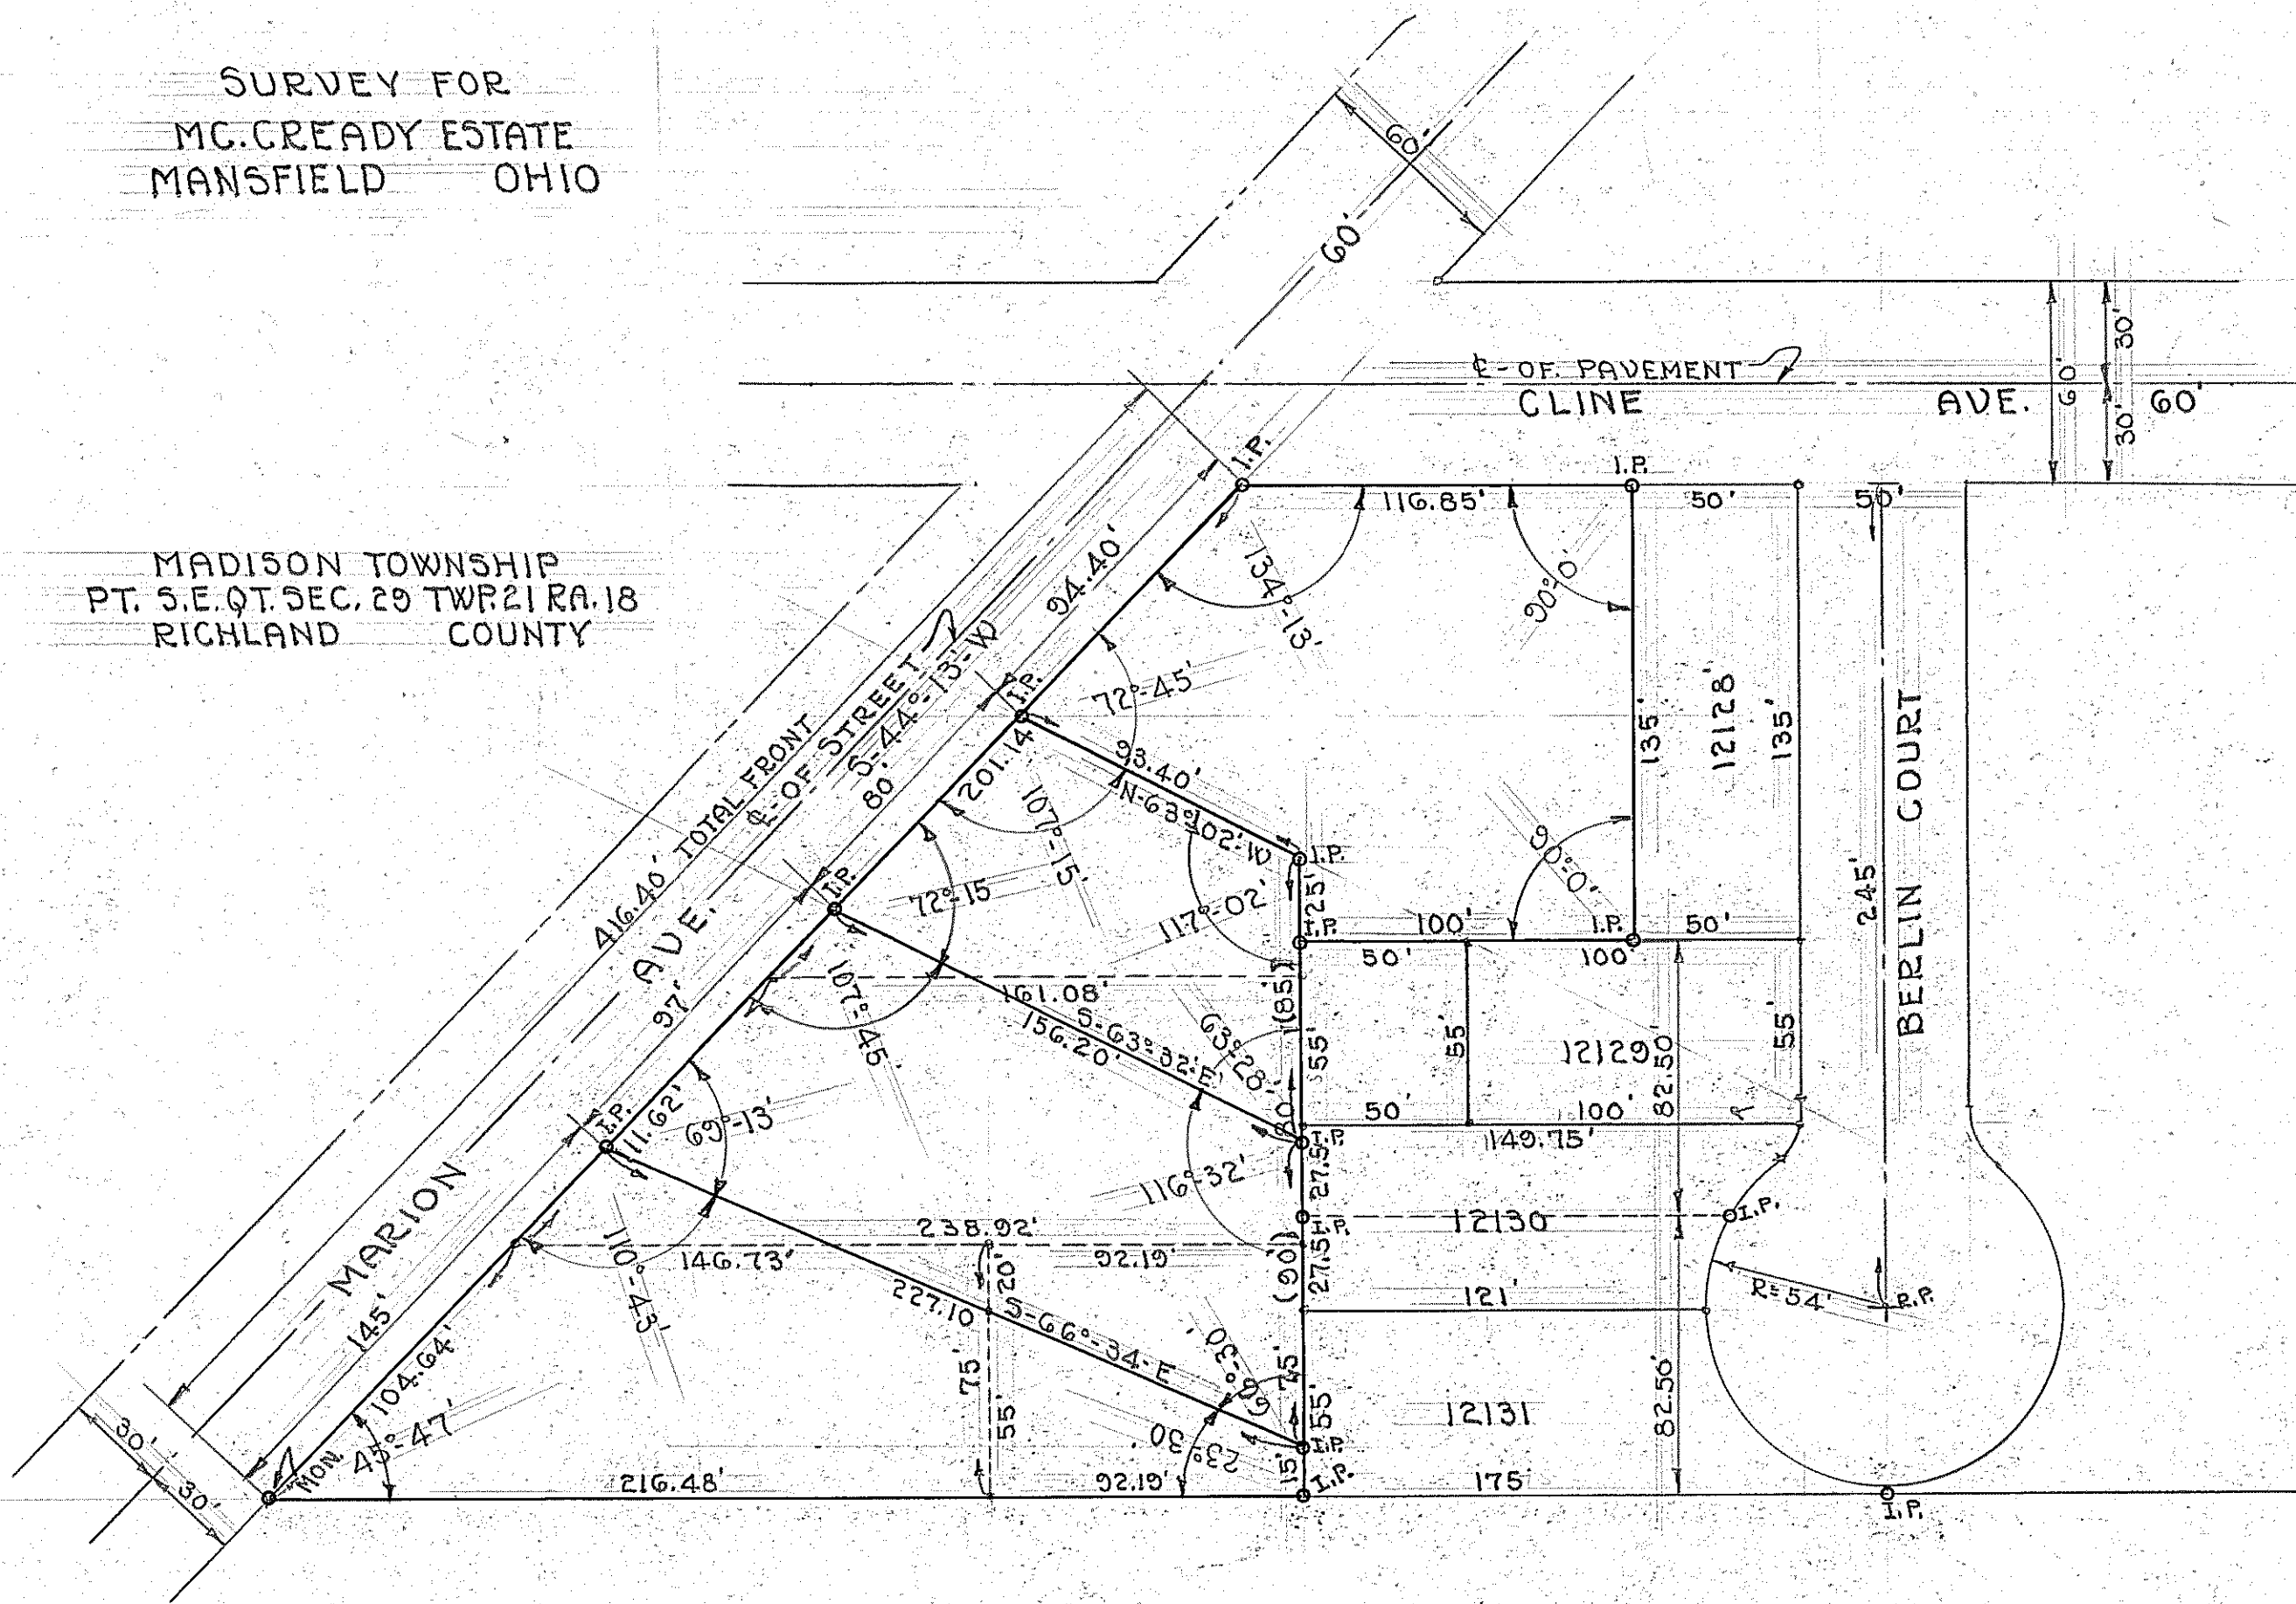 SURVEY FOR
MC.CREADY ESTATE
MANSFIELD OHIO
MADISON TOWNSHIP
PT. S.E.QT.SEC. 29 TWP.21 RA.18
RICHLAND COUNTY
60'
60'
℄-OF. PAVEMENT
CLINE AVE. 60'
60'
30'
30'
I.P.
116.85'
I.P.
50'
50'
134°-13'
90°-0'
94.40'
72°-45'
I.P.
S-44°-13'-W
℄-OF STREET
416.40' TOTAL FRONT
80'
201.14'
93.40'
N-63°-02'-W
107°-15'
117°-02'
I.P.
25'
I.P.
135'
12128'
135'
90°-0'
245'
BERLIN COURT
100'
I.P.
50'
50'
100'
I.P.
72°-15
97'
MARION AVE.
107°-45'
161.08'
S-63°-32'-E
156.20'
63°-28'
(85')
55'
80'
55'
12129
82.50'
55'
50'
100'
149.75'
I.P.
111.62'
69°-13'
110°-43'
116°-32'
I.P.
27.5'
I.P.
27.5'
(90')
12130
I.P.
238.92'
146.73'
92.19'
20'
227.10
S-66°-34-E
121'
R=54'
R.P.
145'
104.64'
45°-47'
75'
55'
66°-30'
23°30'
75'
55'
I.P.
15'
I.P.
12131
82.50'
30'
30'
MON.
216.48'
92.19'
175'
I.P.